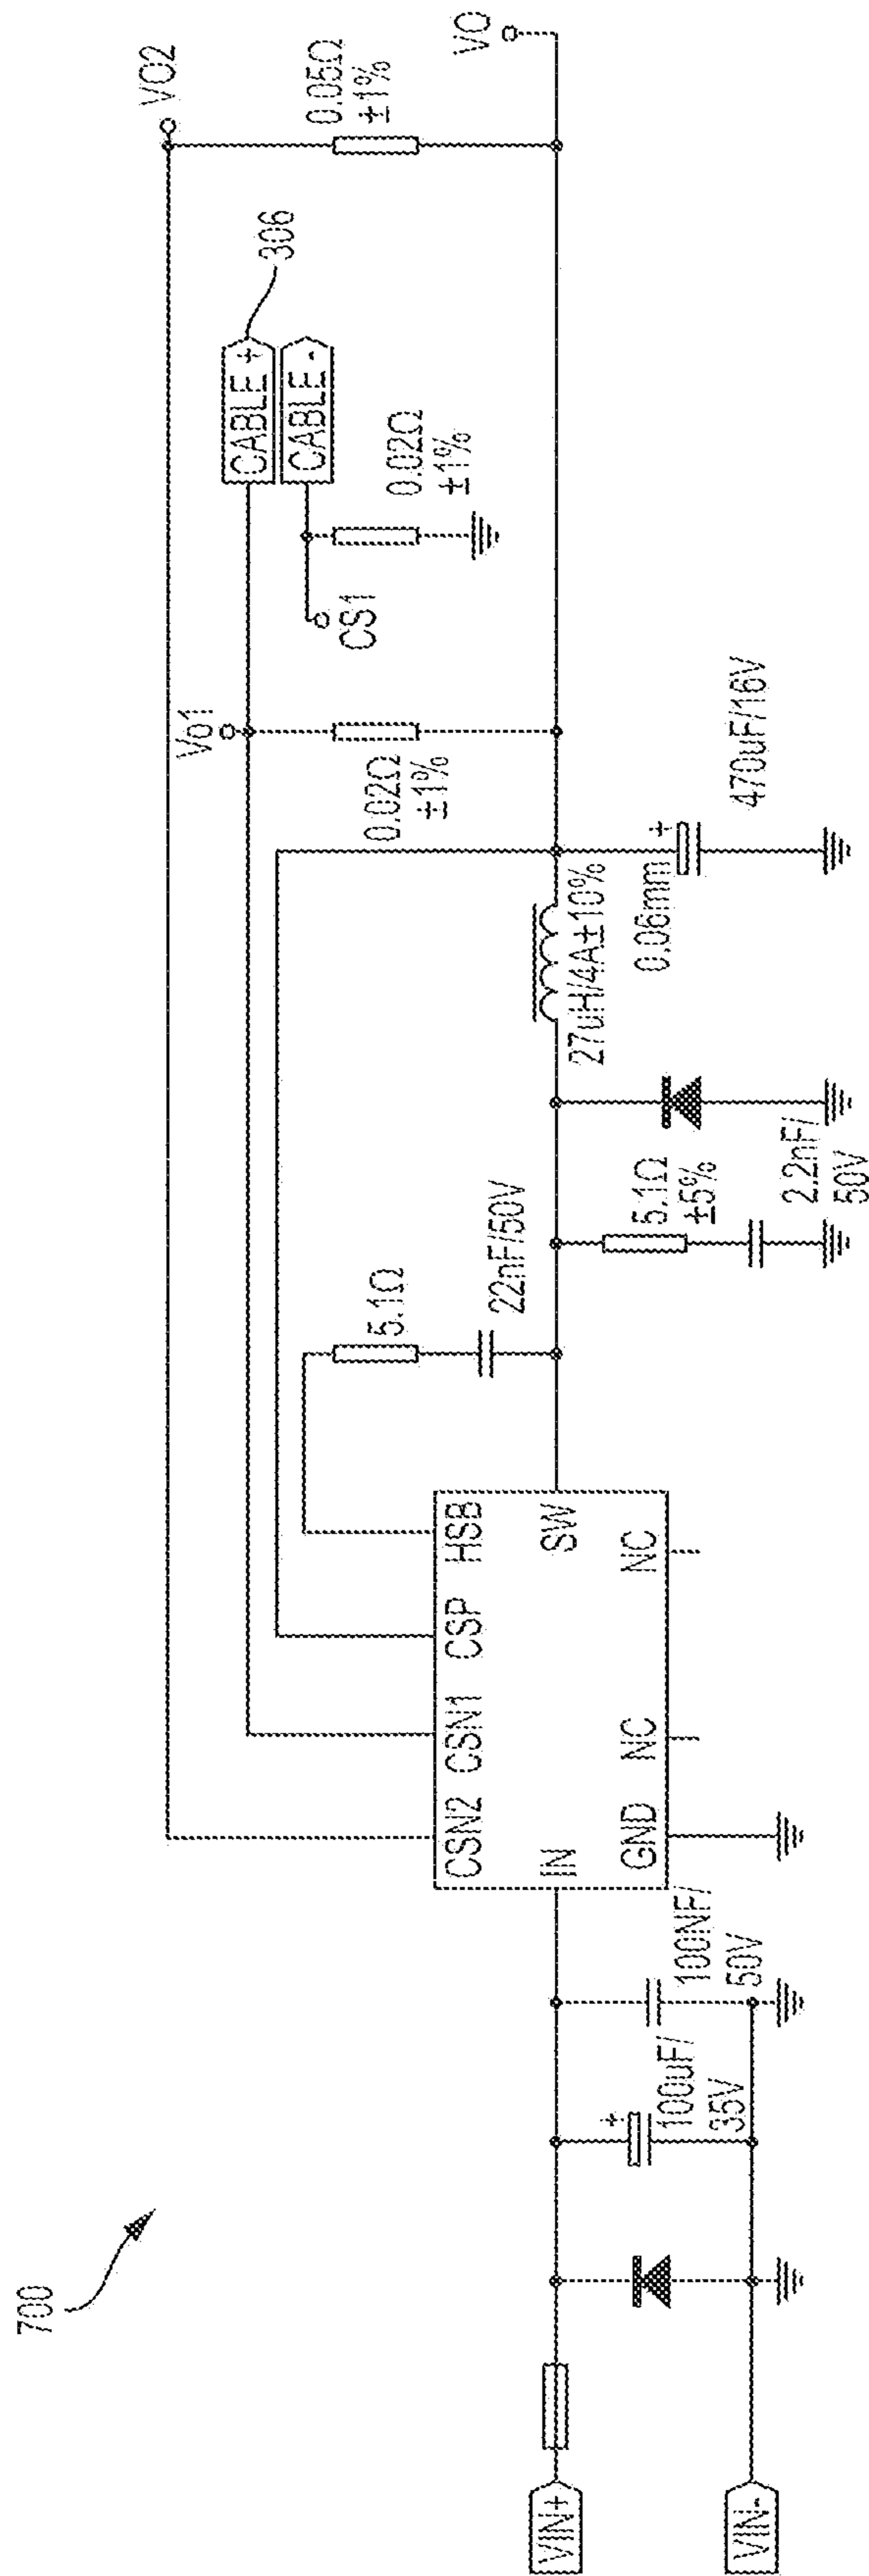 700
VO2
0.05Ω
±1%
VO
306
CABLE +
CABLE -
0.02Ω
±1%
CS1
Vo1
0.02Ω
±1%
470uF/16V
+
0.06mm
27uH/4A±10%
5.1Ω
22nF/50V
5.1Ω
±5%
2.2nF/
50V
CSN2
CSN1
CSP
HSB
IN
SW
GND
NC
NC
100NF/
50V
+
100uF/
35V
VIN+
VIN-